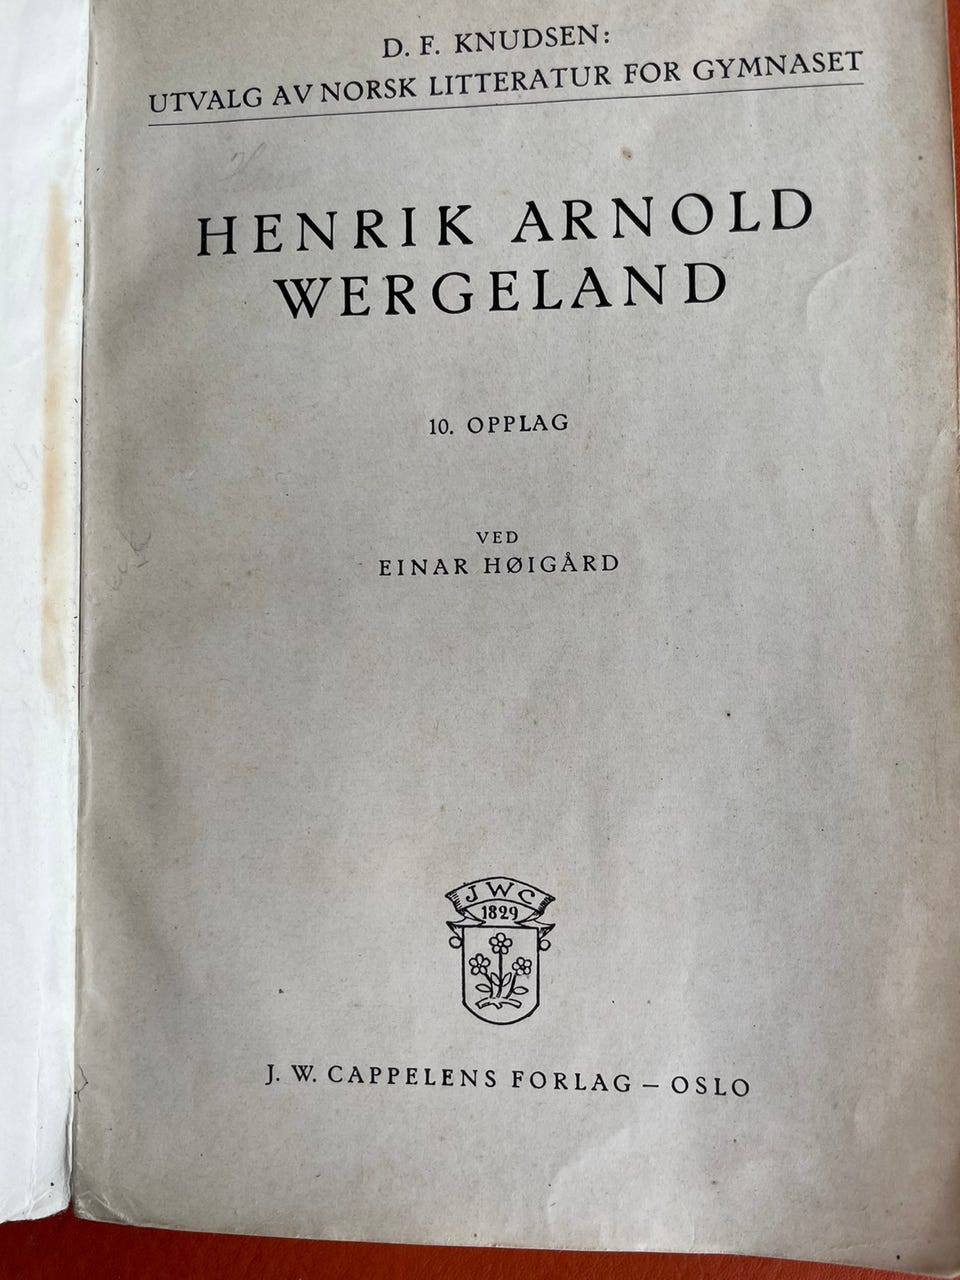 D. F. KNUDSEN:
UTVALG AV NORSK LITTERATUR FOR GYMNASET
HENRIK ARNOLD
WERGELAND
10. OPPLAG
VED
EINAR HØIGÅRD
JWC
1829
J. W. CAPPELENS FORLAG – OSLO